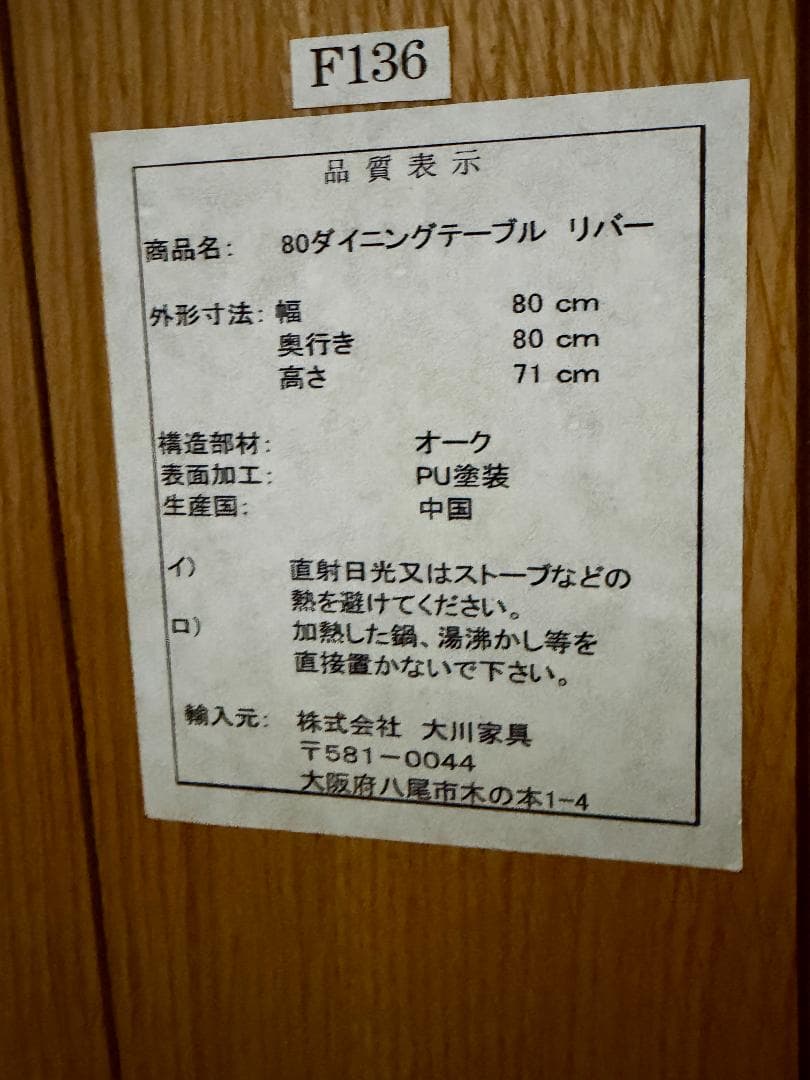 F136
品質表示
商品名： 80ダイニングテーブル リバー
外形寸法：幅 80 cm
奥行き 80 cm
高さ 71 cm
構造部材： オーク
表面加工： PU塗装
生産国： 中国
イ） 直射日光又はストーブなどの
熱を避けてください。
ロ） 加熱した鍋、湯沸かし等を
直接置かないで下さい。
輸入元： 株式会社 大川家具
〒581－0044
大阪府八尾市木の本1-4